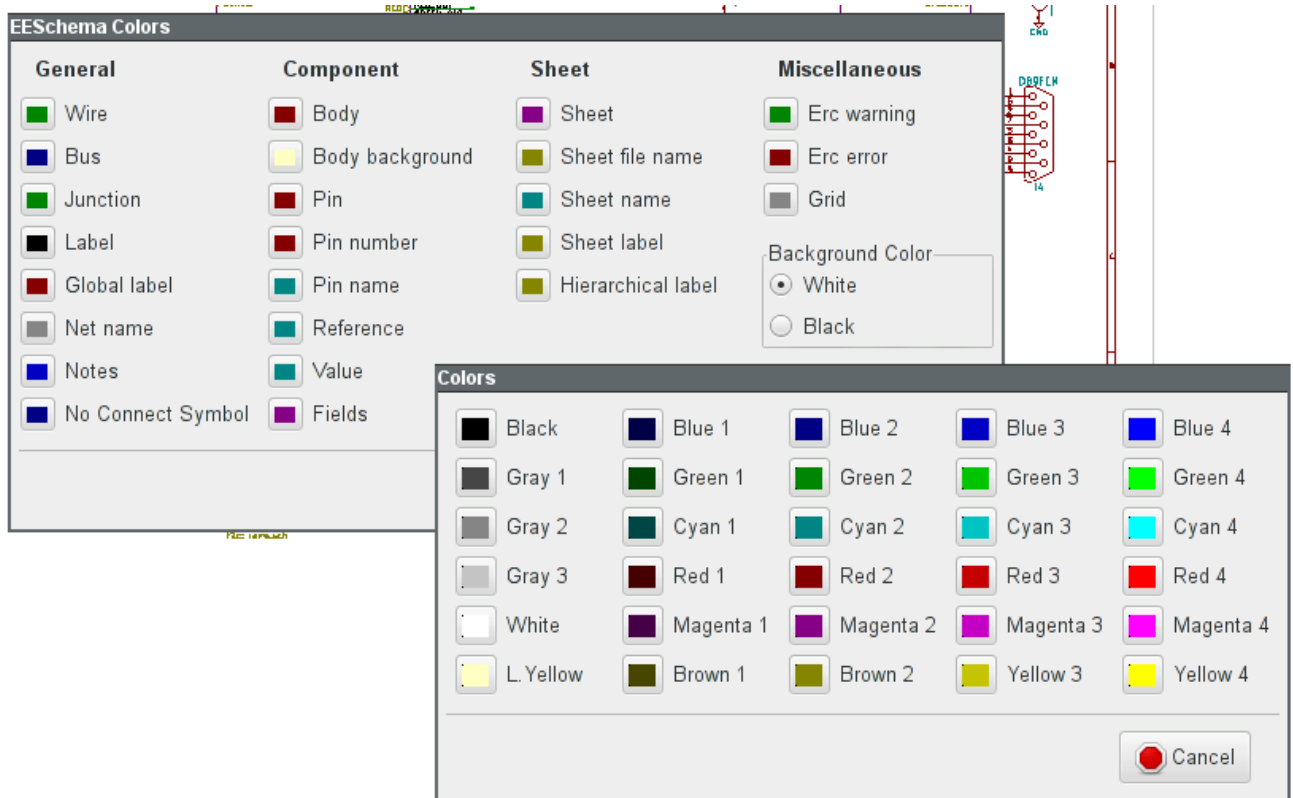 EESchema Colors
General Component Sheet Miscellaneous
Wire Body Sheet Erc warning
Bus Body background Sheet file name Erc error
Junction Pin Sheet name Grid
Label Pin number Sheet label
Background Color
Global label Pin name Hierarchical label White
Net name Reference Black
Notes Value
No Connect Symbol Fields
Colors
Black Blue 1 Blue 2 Blue 3 Blue 4
Gray 1 Green 1 Green 2 Green 3 Green 4
Gray 2 Cyan 1 Cyan 2 Cyan 3 Cyan 4
Gray 3 Red 1 Red 2 Red 3 Red 4
White Magenta 1 Magenta 2 Magenta 3 Magenta 4
L. Yellow Brown 1 Brown 2 Yellow 3 Yellow 4
Cancel
GND
J4